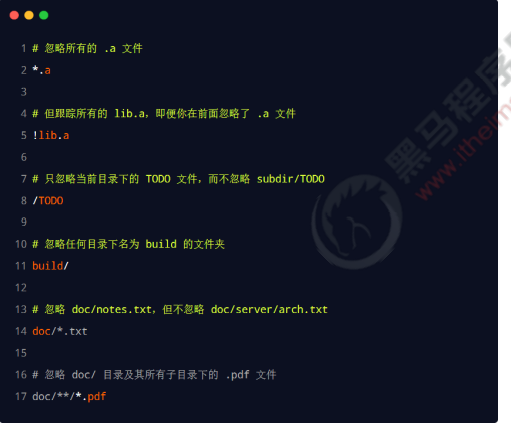 1 # 忽略所有的 .a 文件
2 *.a
3
4 # 但跟踪所有的 lib.a，即便你在前面忽略了 .a 文件
5 !lib.a
6
7 # 只忽略当前目录下的 TODO 文件，而不忽略 subdir/TODO
8 /TODO
9
10 # 忽略任何目录下名为 build 的文件夹
11 build/
12
13 # 忽略 doc/notes.txt，但不忽略 doc/server/arch.txt
14 doc/*.txt
15
16 # 忽略 doc/ 目录及其所有子目录下的 .pdf 文件
17 doc/**/*.pdf
黑马程序